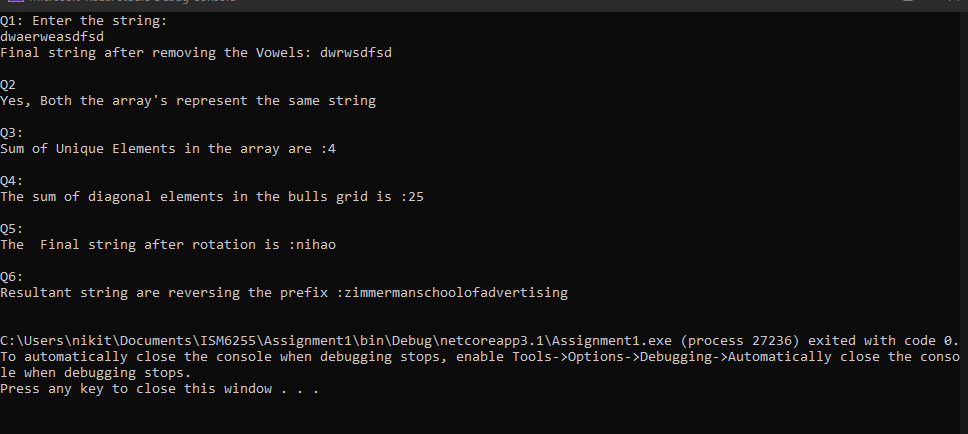 Q1: Enter the string:
dwaerweasdfsd
Final string after removing the Vowels: dwrwsdfsd
Q2
Yes, Both the array's represent the same string
Q3:
Sum of Unique Elements in the array are :4
Q4:
The sum of diagonal elements in the bulls grid is :25
Q5:
The  Final string after rotation is :nihao
Q6:
Resultant string are reversing the prefix :zimmermanschoolofadvertising
C:\Users\nikit\Documents\ISM6255\Assignment1\bin\Debug\netcoreapp3.1\Assignment1.exe (process 27236) exited with code 0.
To automatically close the console when debugging stops, enable Tools->Options->Debugging->Automatically close the conso
le when debugging stops.
Press any key to close this window . . .